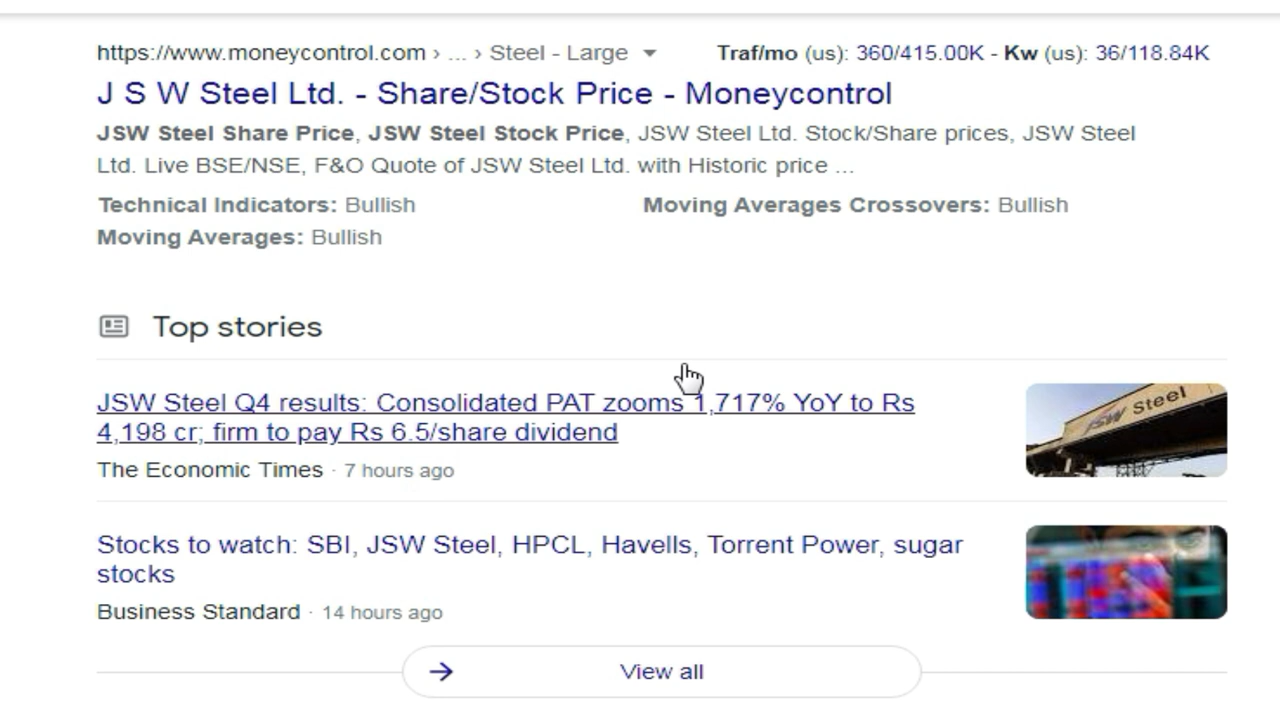 https://www.moneycontrol.com › ... › Steel - Large Traf/mo (us): 360/415.00K - Kw (us): 36/118.84K
J S W Steel Ltd. - Share/Stock Price - Moneycontrol
JSW Steel Share Price, JSW Steel Stock Price, JSW Steel Ltd. Stock/Share prices, JSW Steel
Ltd. Live BSE/NSE, F&O Quote of JSW Steel Ltd. with Historic price ...
Technical Indicators: Bullish Moving Averages Crossovers: Bullish
Moving Averages: Bullish
Top stories
JSW Steel Q4 results: Consolidated PAT zooms 1,717% YoY to Rs
4,198 cr; firm to pay Rs 6.5/share dividend
JSW Steel
The Economic Times · 7 hours ago
Stocks to watch: SBI, JSW Steel, HPCL, Havells, Torrent Power, sugar
stocks
Business Standard · 14 hours ago
View all